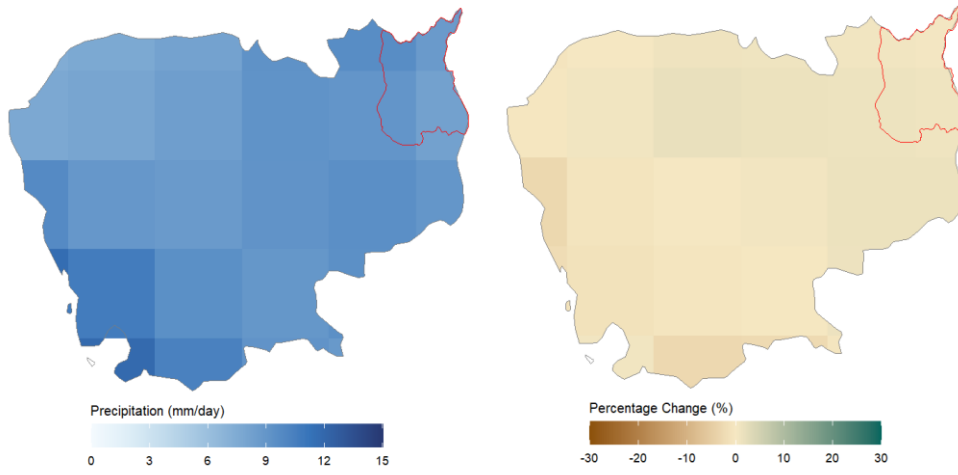 Precipitation (mm/day)
0 3 6 9 12 15
Percentage Change (%)
-30 -20 -10 0 10 20 30